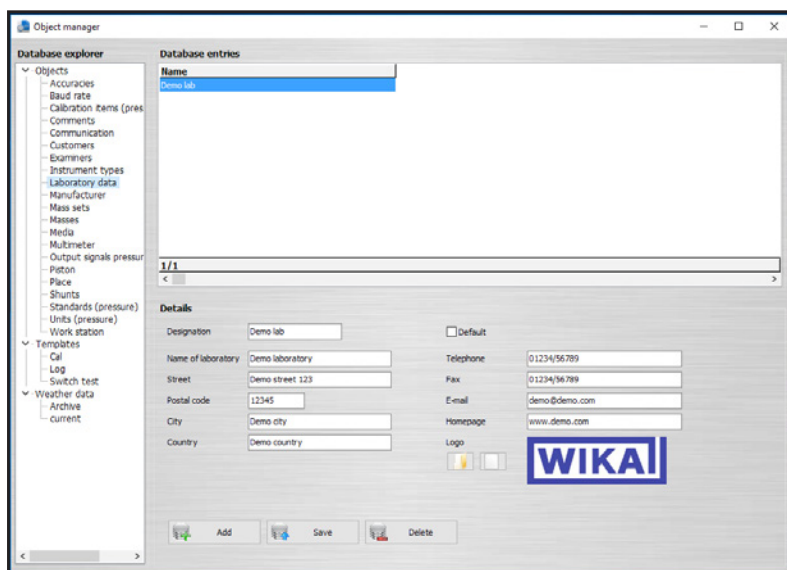 Object manager
Database explorer
Objects
Accuracies
Baud rate
Calibration items (pres
Comments
Communication
Customers
Examiners
Instrument types
Laboratory data
Manufacturer
Mass sets
Masses
Media
Multimeter
Output signals pressur
Piston
Place
Shunts
Standards (pressure)
Units (pressure)
Work station
Templates
Cal
Log
Switch test
Weather data
Archive
current
Database entries
Name
Demo lab
1/1
Details
Designation Demo lab
Default
Name of laboratory Demo laboratory
Telephone 01234/56789
Street Demo street 123
Fax 01234/56789
Postal code 12345
E-mail demo@demo.com
City Demo city
Homepage www.demo.com
Country Demo country
Logo
WIKA
Add Save Delete